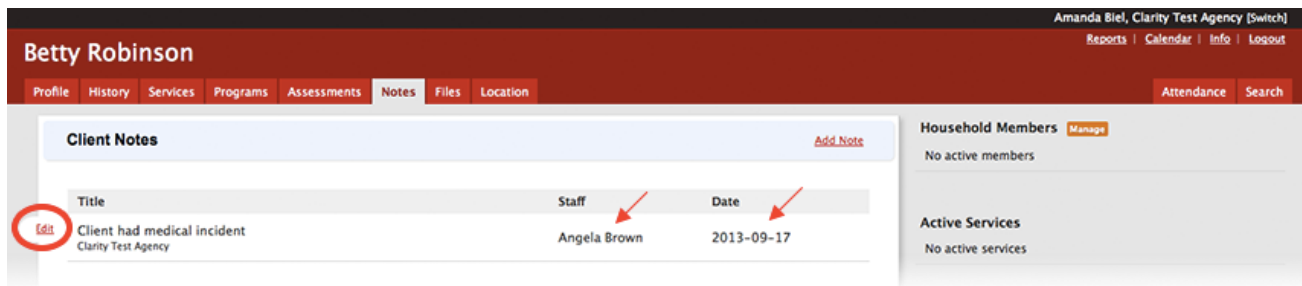 Amanda Biel, Clarity Test Agency [Switch]
Reports | Calendar | Info | Logout
Betty Robinson
Profile History Services Programs Assessments Notes Files Location Attendance Search
Client Notes Add Note
Household Members Manage
No active members
Title Staff Date
Edit Client had medical incident Angela Brown 2013-09-17
Clarity Test Agency
Active Services
No active services